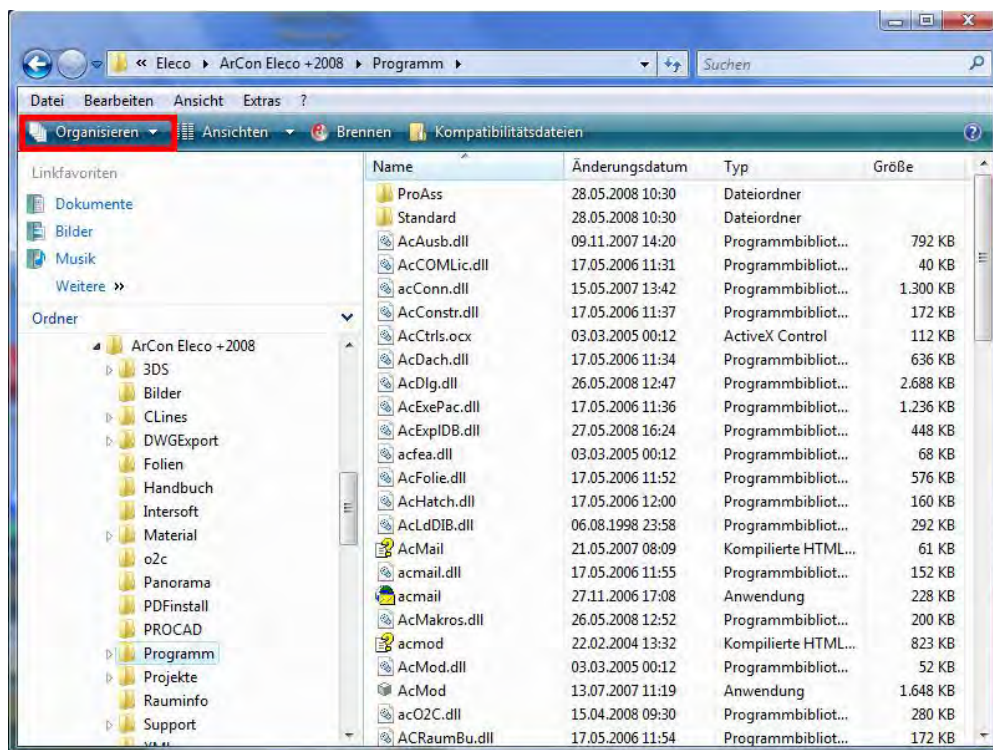 « Eleco ▸ ArCon Eleco +2008 ▸ Programm ▸ Suchen
Datei Bearbeiten Ansicht Extras ?
Organisieren Ansichten Brennen Kompatibilitätsdateien
Linkfavoriten
Dokumente
Bilder
Musik
Weitere »
Ordner
ArCon Eleco +2008
3DS
Bilder
CLines
DWGExport
Folien
Handbuch
Intersoft
Material
o2c
Panorama
PDFinstall
PROCAD
Programm
Projekte
Rauminfo
Support
Name Änderungsdatum Typ Größe
ProAss 28.05.2008 10:30 Dateiordner
Standard 28.05.2008 10:30 Dateiordner
AcAusb.dll 09.11.2007 14:20 Programmbibliot... 792 KB
AcCOMLic.dll 17.05.2006 11:31 Programmbibliot... 40 KB
acConn.dll 15.05.2007 13:42 Programmbibliot... 1.300 KB
AcConstr.dll 17.05.2006 11:37 Programmbibliot... 172 KB
AcCtrls.ocx 03.03.2005 00:12 ActiveX Control 112 KB
AcDach.dll 17.05.2006 11:34 Programmbibliot... 636 KB
AcDlg.dll 26.05.2008 12:47 Programmbibliot... 2.688 KB
AcExePac.dll 17.05.2006 11:36 Programmbibliot... 1.236 KB
AcExplDB.dll 27.05.2008 16:24 Programmbibliot... 448 KB
acfea.dll 03.03.2005 00:12 Programmbibliot... 68 KB
AcFolie.dll 17.05.2006 11:52 Programmbibliot... 576 KB
AcHatch.dll 17.05.2006 12:00 Programmbibliot... 160 KB
AcLdDIB.dll 06.08.1998 23:58 Programmbibliot... 292 KB
AcMail 21.05.2007 08:09 Kompilierte HTML... 61 KB
acmail.dll 17.05.2006 11:55 Programmbibliot... 152 KB
acmail 27.11.2006 17:08 Anwendung 228 KB
AcMakros.dll 26.05.2008 12:52 Programmbibliot... 200 KB
acmod 22.02.2004 13:32 Kompilierte HTML... 823 KB
AcMod.dll 03.03.2005 00:12 Programmbibliot... 52 KB
AcMod 13.07.2007 11:19 Anwendung 1.648 KB
acO2C.dll 15.04.2008 09:30 Programmbibliot... 280 KB
ACRaumBu.dll 17.05.2006 11:54 Programmbibliot... 172 KB